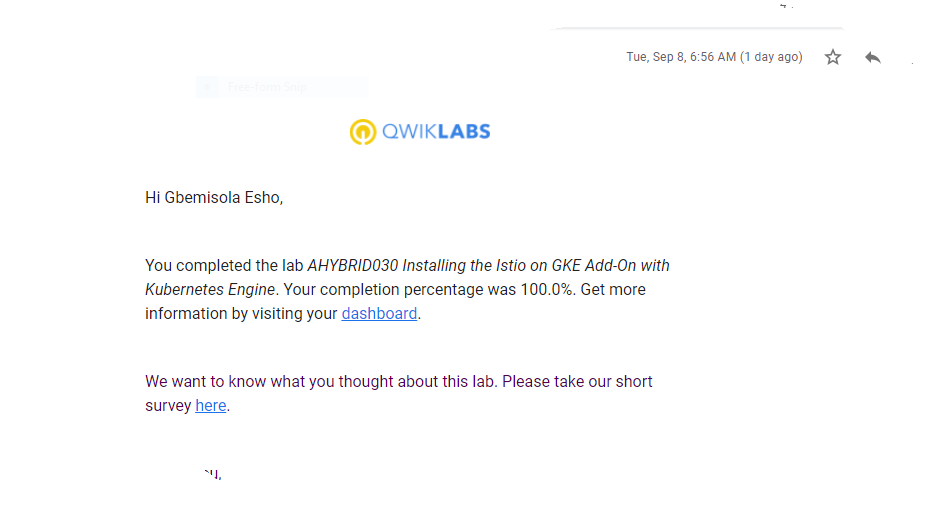 Tue, Sep 8, 6:56 AM (1 day ago)
QWIKLABS
Hi Gbemisola Esho,
You completed the lab AHYBRID030 Installing the Istio on GKE Add-On with
Kubernetes Engine. Your completion percentage was 100.0%. Get more
information by visiting your dashboard.
We want to know what you thought about this lab. Please take our short
survey here.